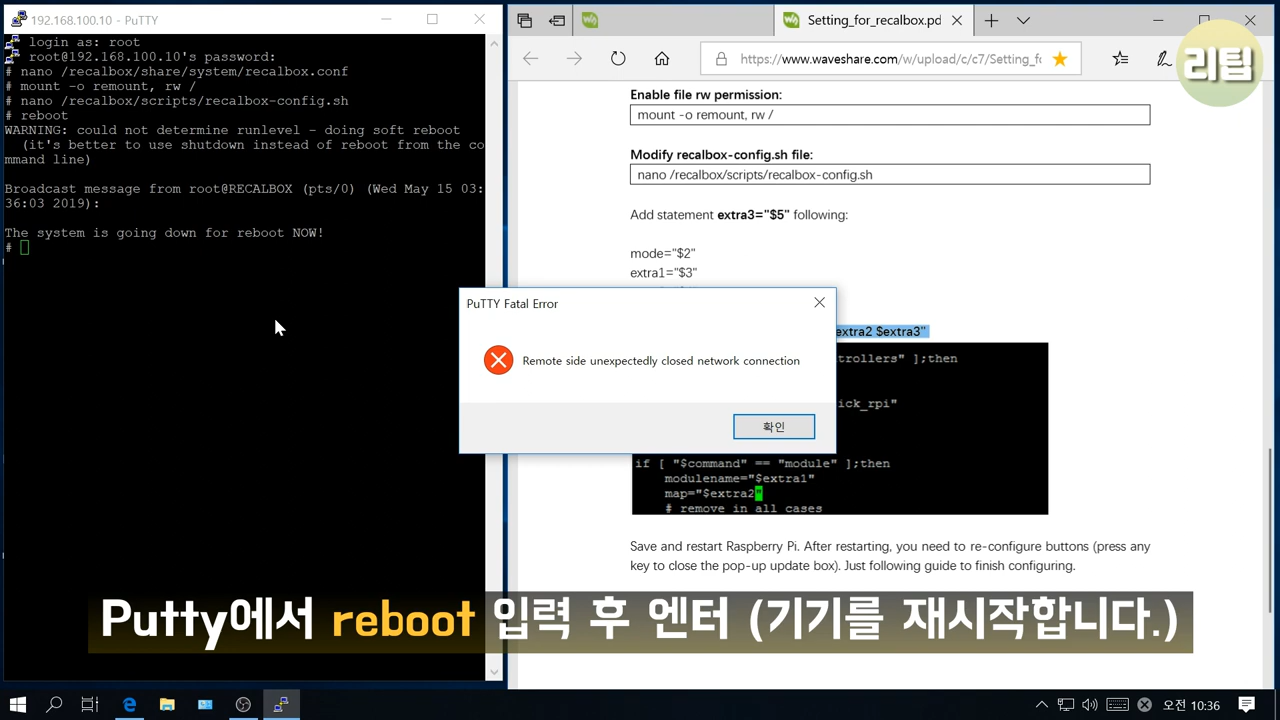 192.168.100.10 - PuTTY
login as: root
root@192.168.100.10's password:
# nano /recalbox/share/system/recalbox.conf
# mount -o remount, rw /
# nano /recalbox/scripts/recalbox-config.sh
# reboot
WARNING: could not determine runlevel - doing soft reboot
(it's better to use shutdown instead of reboot from the co
mmand line)
Broadcast message from root@RECALBOX (pts/0) (Wed May 15 03:
36:03 2019):
The system is going down for reboot NOW!
#
Setting_for_recalbox.pd
https://www.waveshare.com/w/upload/c/c7/Setting_fo
리팀
Enable file rw permission:
mount -o remount, rw /
Modify recalbox-config.sh file:
nano /recalbox/scripts/recalbox-config.sh
Add statement extra3="$5" following:
mode="$2"
extra1="$3"
PuTTY Fatal Error
Remote side unexpectedly closed network connection
확인
extra2 $extra3"
trollers" ];then
ick_rpi"
if [ "$command" == "module" ];then
modulename="$extra1"
map="$extra2"
# remove in all cases
Save and restart Raspberry Pi. After restarting, you need to re-configure buttons (press any
key to close the pop-up update box). Just following guide to finish configuring.
Putty에서 reboot 입력 후 엔터 (기기를 재시작합니다.)
오전 10:36